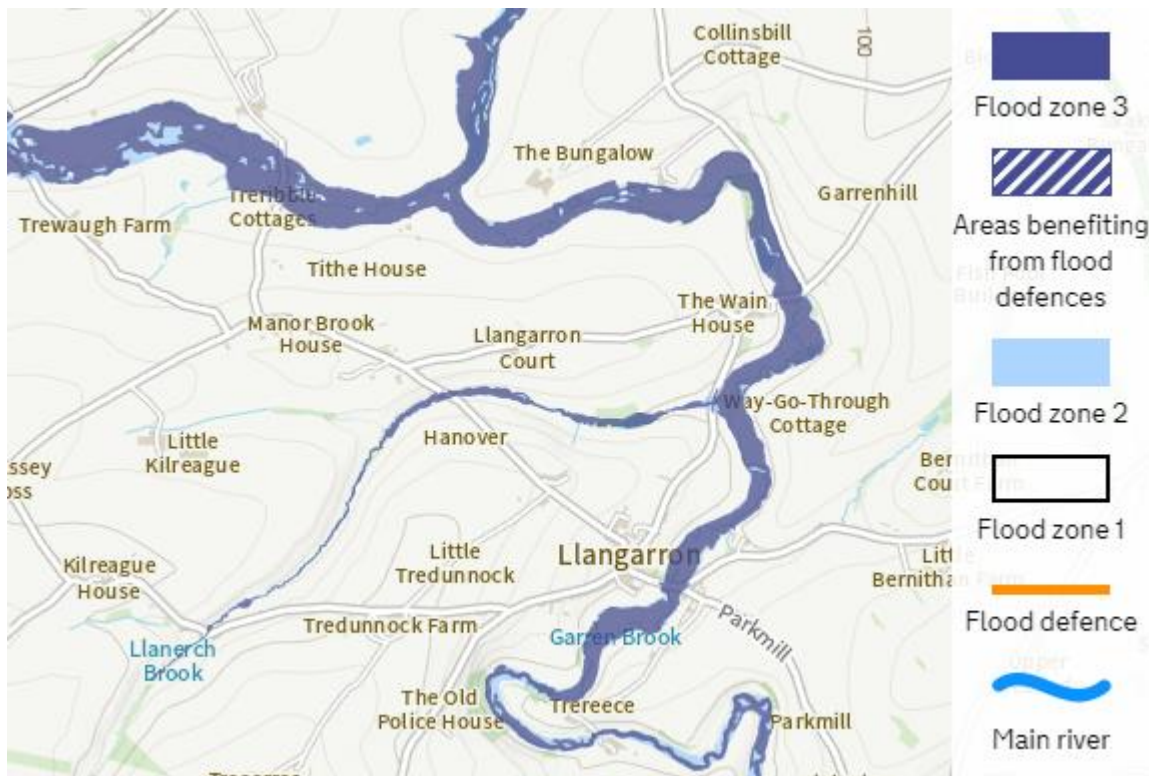 Collinsbill
Cottage
100
The Bungalow
Garrenhill
Treribble
Cottages
Trewaugh Farm
Tithe House
The Wain
House
Manor Brook
House
Llangarron
Court
Way-Go-Through
Cottage
Hanover
Little
Kilreague
Little
Tredunnock
Llangarron
Kilreague
House
Tredunnock Farm
Parkmill
Garren Brook
Llanerch
Brook
The Old
Police House
Trereece
Parkmill
Flood zone 3
Areas benefiting
from flood
defences
Flood zone 2
Flood zone 1
Flood defence
Main river